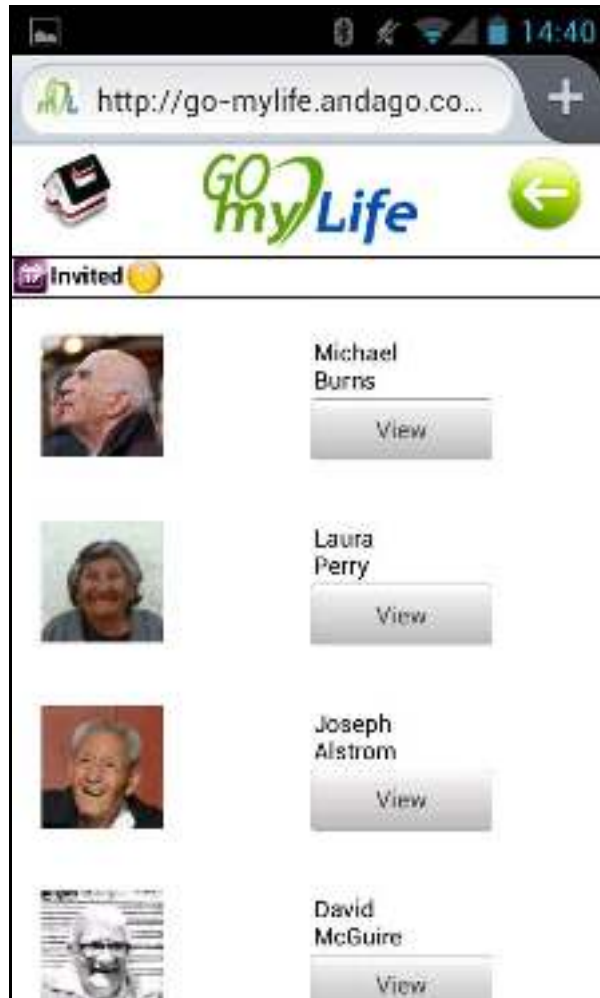 14:40
http://go-mylife.andago.co...
GO
my Life
Invited
Michael
Burns
View
Laura
Perry
View
Joseph
Alstrom
View
David
McGuire
View